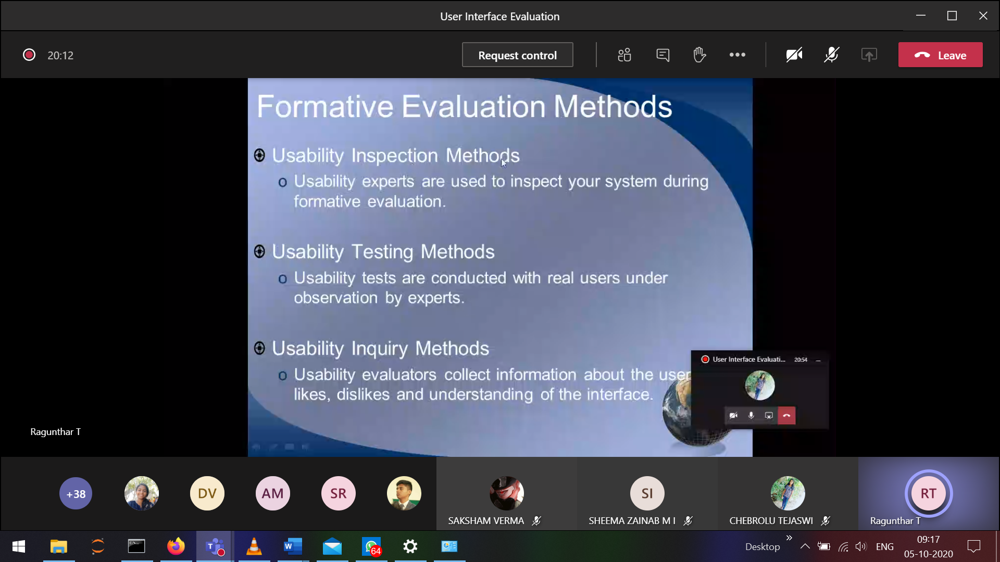 User Interface Evaluation
20:12
Request control
Leave
Formative Evaluation Methods
Usability Inspection Methods
o Usability experts are used to inspect your system during
formative evaluation.
Usability Testing Methods
o Usability tests are conducted with real users under
observation by experts.
Usability Inquiry Methods
o Usability evaluators collect information about the user
likes, dislikes and understanding of the interface.
User Interface Evaluati... 20:54
Ragunthar T
+38
DV
AM
SR
SAKSHAM VERMA
SI
SHEEMA ZAINAB M I
CHEBROLU TEJASWI
RT
Ragunthar T
T
W
64
Desktop
ENG
09:17
05-10-2020